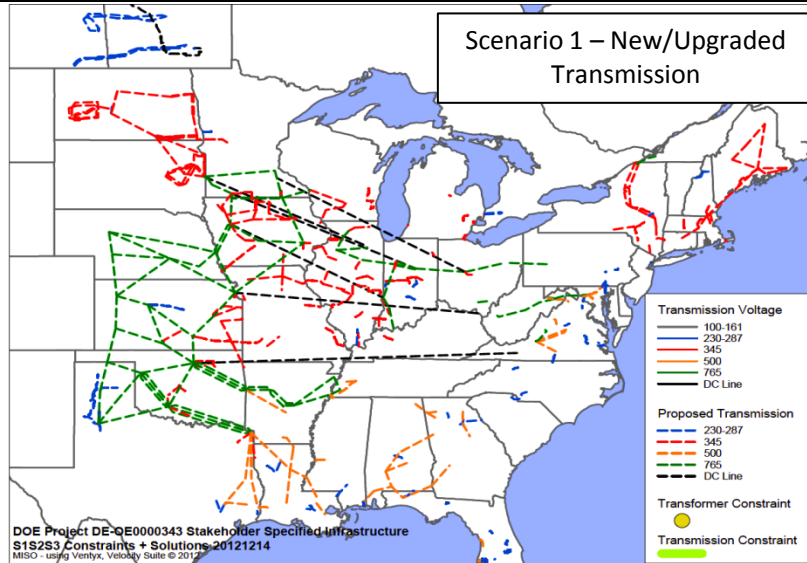 Scenario 1 – New/Upgraded
Transmission
Transmission Voltage
100-161
230-287
345
500
765
DC Line
Proposed Transmission
230-287
345
500
765
DC Line
Transformer Constraint
Transmission Constraint
DOE Project DE-OE0000343 Stakeholder Specified Infrastructure
S1S2S3 Constraints + Solutions 20121214
MISO - using Ventyx, Velocity Suite © 2012